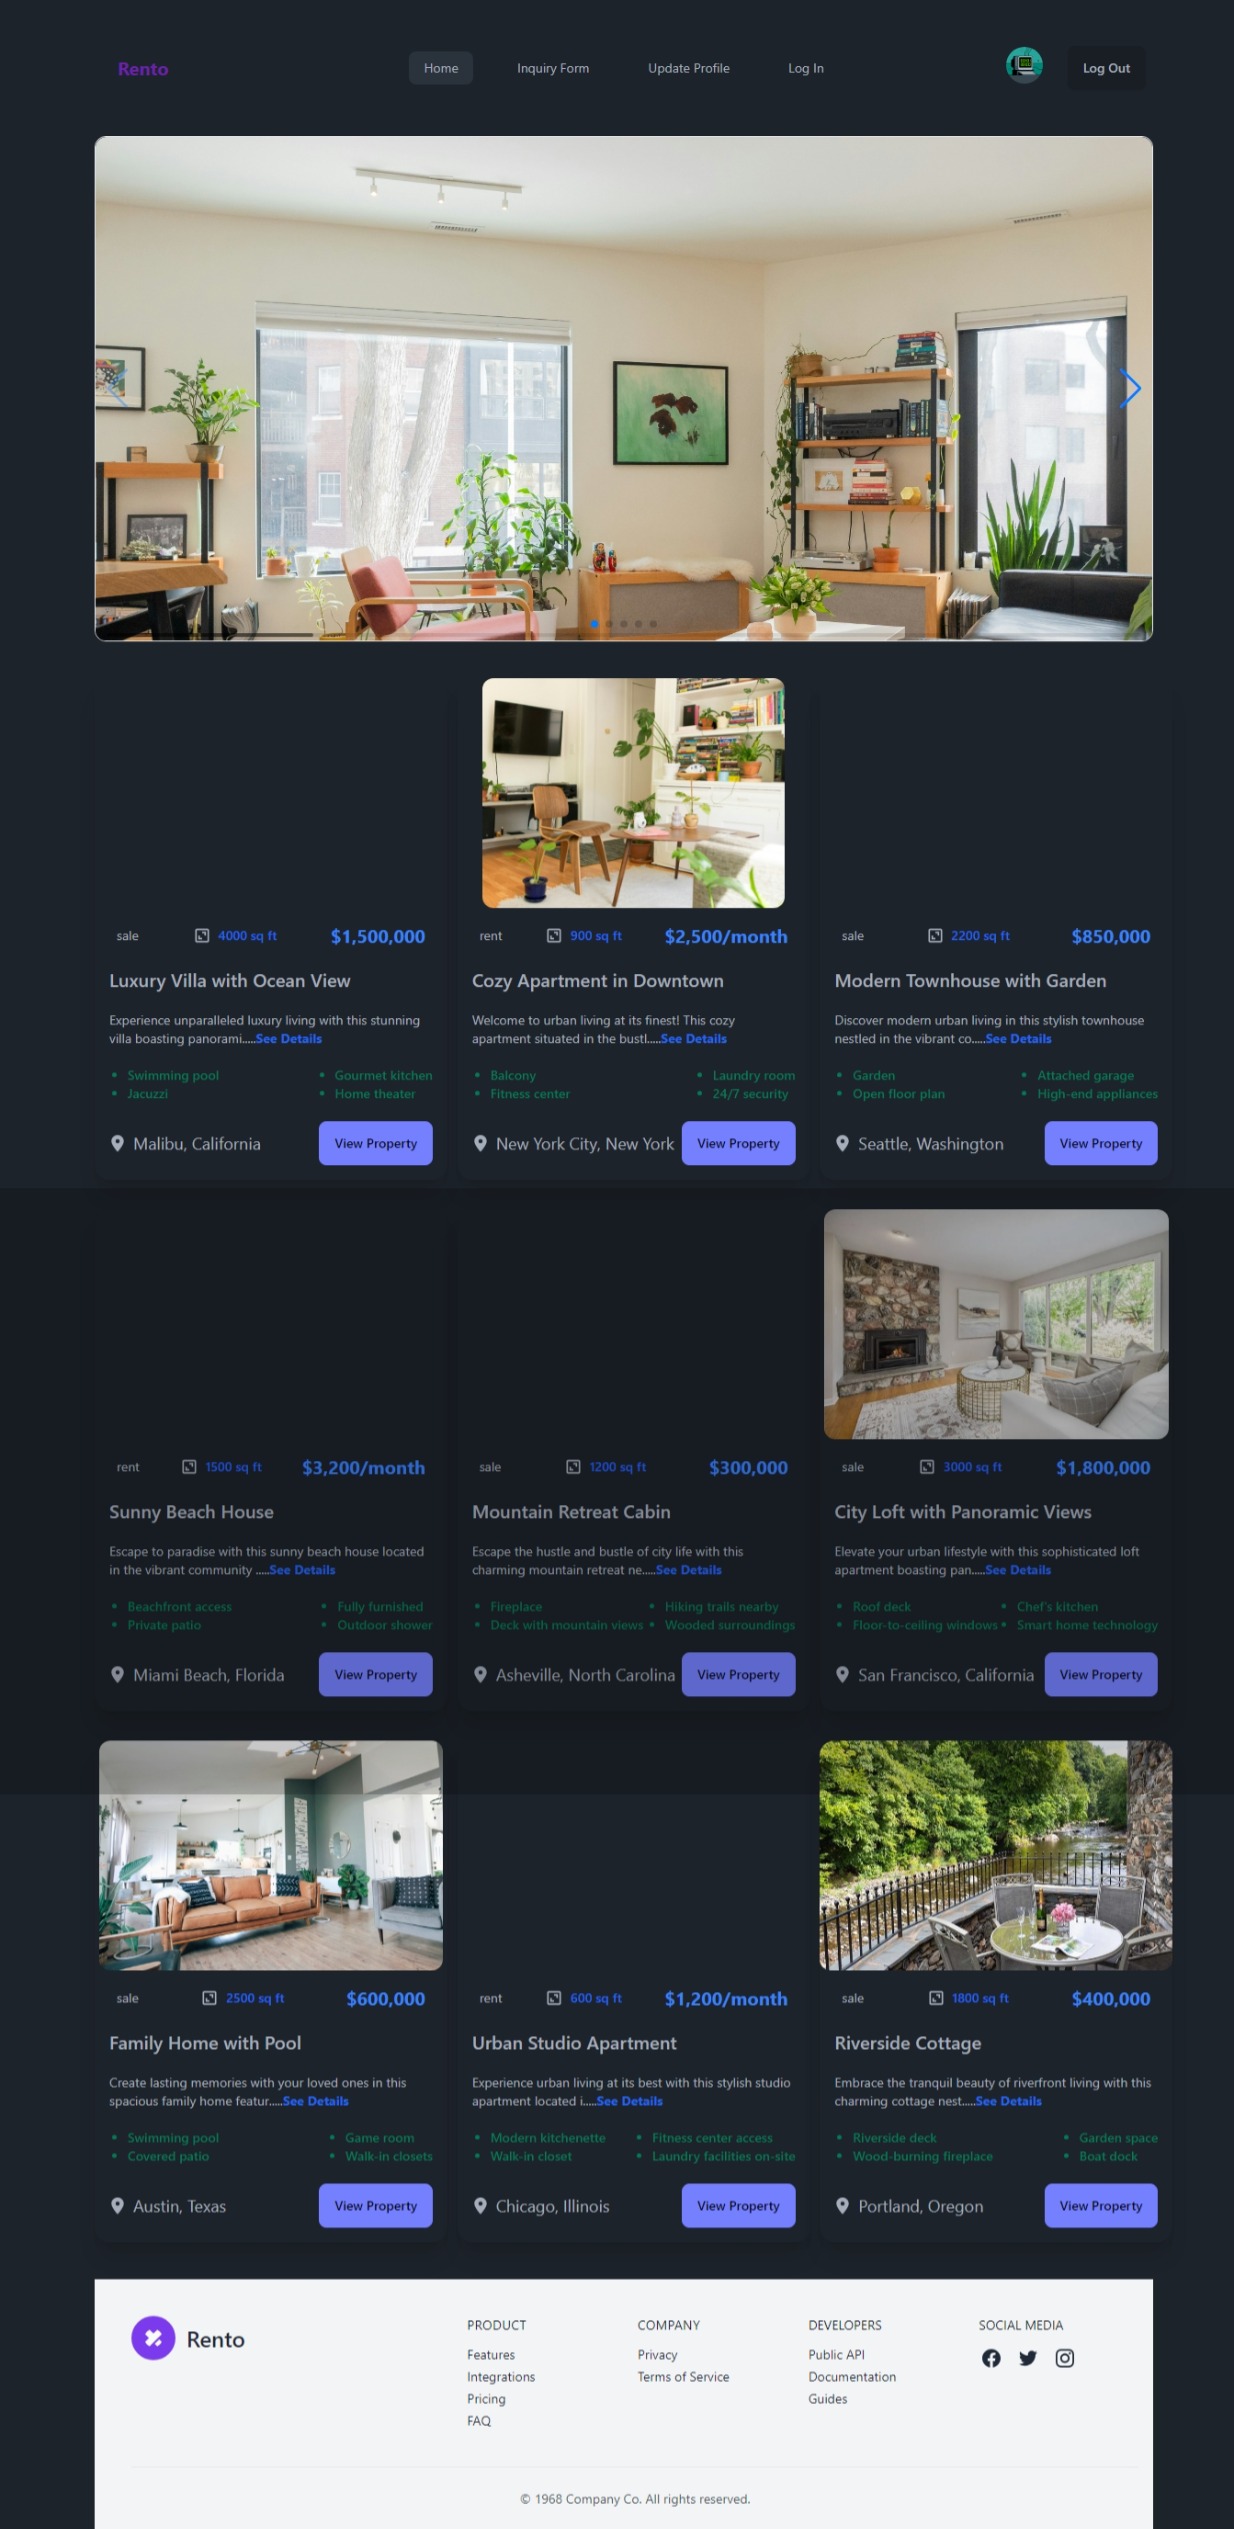 Rento
Home
Inquiry Form
Update Profile
Log In
Log Out
sale
4000 sq ft
$1,500,000
Luxury Villa with Ocean View
Experience unparalleled luxury living with this stunning
villa boasting panorami.....See Details
Swimming pool
Jacuzzi
Gourmet kitchen
Home theater
Malibu, California
View Property
rent
900 sq ft
$2,500/month
Cozy Apartment in Downtown
Welcome to urban living at its finest! This cozy
apartment situated in the bustl.....See Details
Balcony
Fitness center
Laundry room
24/7 security
New York City, New York
View Property
sale
2200 sq ft
$850,000
Modern Townhouse with Garden
Discover modern urban living in this stylish townhouse
nestled in the vibrant co.....See Details
Garden
Open floor plan
Attached garage
High-end appliances
Seattle, Washington
View Property
rent
1500 sq ft
$3,200/month
Sunny Beach House
Escape to paradise with this sunny beach house located
in the vibrant community .....See Details
Beachfront access
Private patio
Fully furnished
Outdoor shower
Miami Beach, Florida
View Property
sale
1200 sq ft
$300,000
Mountain Retreat Cabin
Escape the hustle and bustle of city life with this
charming mountain retreat ne.....See Details
Fireplace
Deck with mountain views
Hiking trails nearby
Wooded surroundings
Asheville, North Carolina
View Property
sale
3000 sq ft
$1,800,000
City Loft with Panoramic Views
Elevate your urban lifestyle with this sophisticated loft
apartment boasting pan.....See Details
Roof deck
Floor-to-ceiling windows
Chef's kitchen
Smart home technology
San Francisco, California
View Property
sale
2500 sq ft
$600,000
Family Home with Pool
Create lasting memories with your loved ones in this
spacious family home featur.....See Details
Swimming pool
Covered patio
Game room
Walk-in closets
Austin, Texas
View Property
rent
600 sq ft
$1,200/month
Urban Studio Apartment
Experience urban living at its best with this stylish studio
apartment located i.....See Details
Modern kitchenette
Walk-in closet
Fitness center access
Laundry facilities on-site
Chicago, Illinois
View Property
sale
1800 sq ft
$400,000
Riverside Cottage
Embrace the tranquil beauty of riverfront living with this
charming cottage nest.....See Details
Riverside deck
Wood-burning fireplace
Garden space
Boat dock
Portland, Oregon
View Property
Rento
PRODUCT
Features
Integrations
Pricing
FAQ
COMPANY
Privacy
Terms of Service
DEVELOPERS
Public API
Documentation
Guides
SOCIAL MEDIA
© 1968 Company Co. All rights reserved.